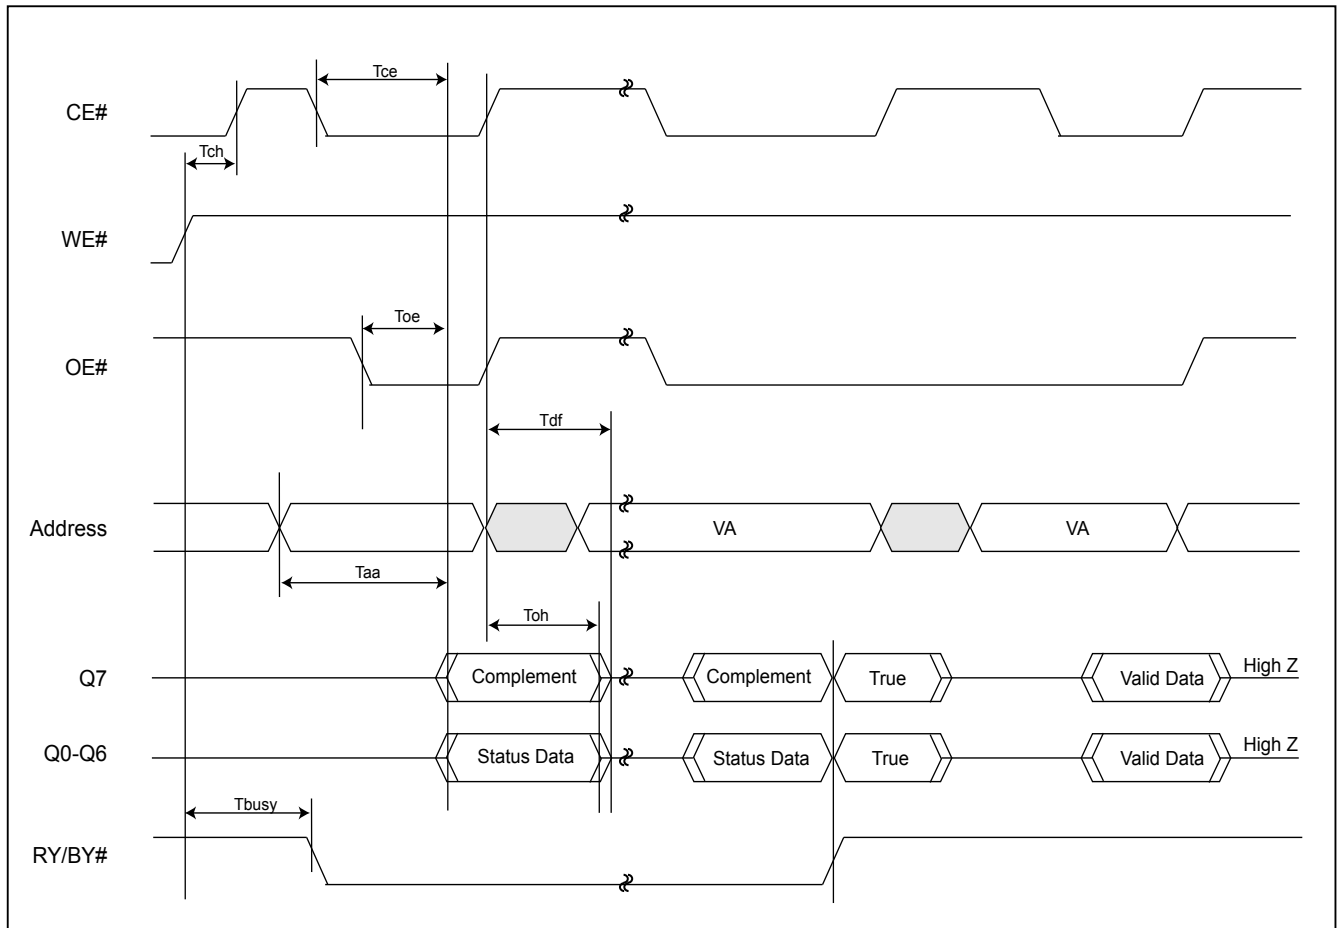 Tce
CE#
Tch
WE#
Toe
OE#
Tdf
Address
VA
VA
Taa
Toh
Q7
Complement
Complement
True
Valid Data
High Z
Q0-Q6
Status Data
Status Data
True
Valid Data
High Z
Tbusy
RY/BY#